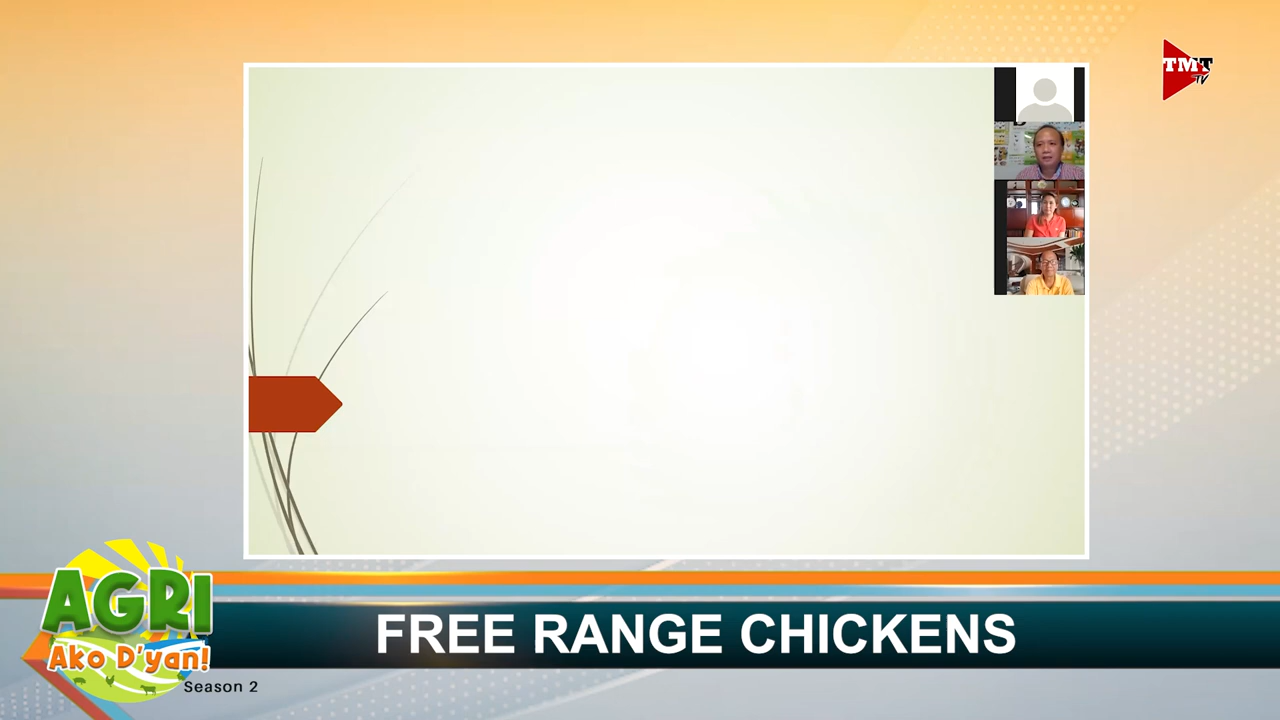 TMT
TV
AGRI
Ako D'yan!
Season 2
FREE RANGE CHICKENS